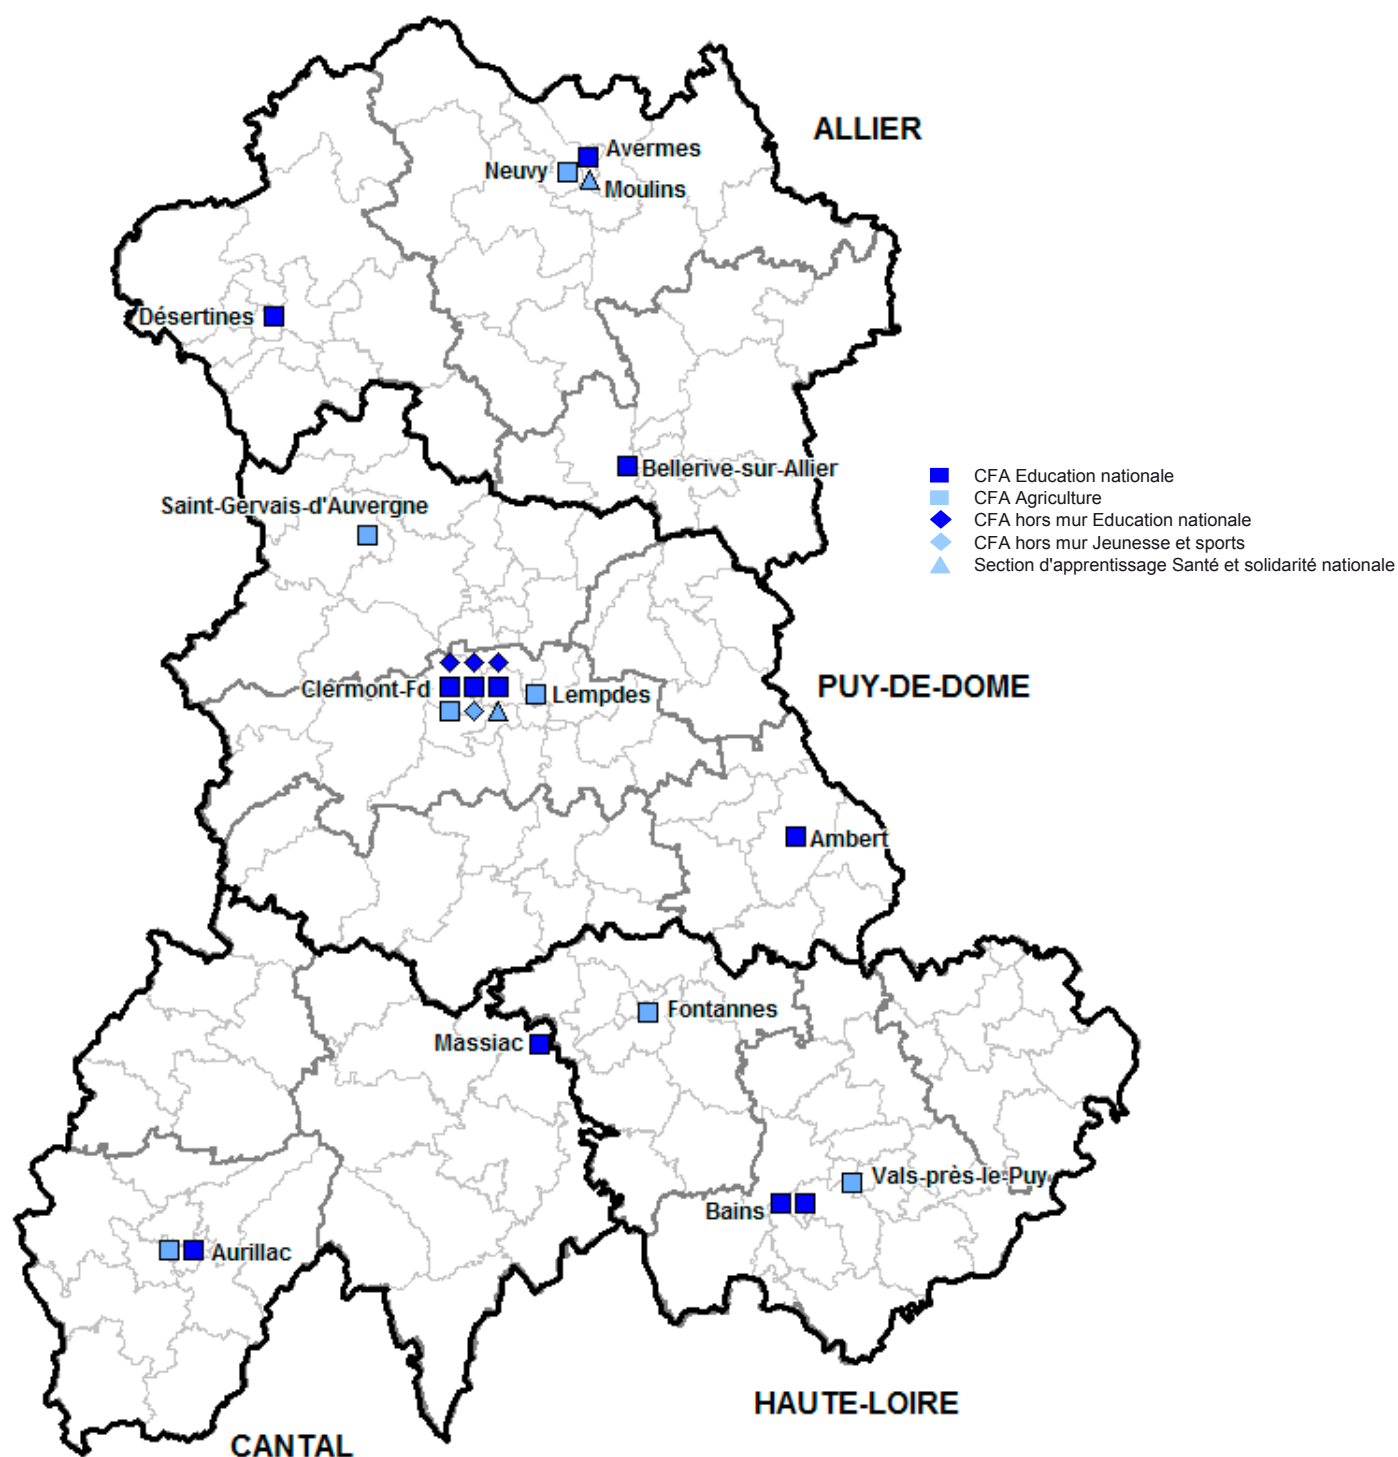 ALLIER
Avermes
Neuvy
Moulins
Désertines
Bellerive-sur-Allier
CFA Education nationale
CFA Agriculture
CFA hors mur Education nationale
CFA hors mur Jeunesse et sports
Section d'apprentissage Santé et solidarité nationale
Saint-Gervais-d'Auvergne
Clermont-Fd
Lempdes
PUY-DE-DOME
Ambert
Fontannes
Massiac
Vals-près-le-Puy
Bains
Aurillac
HAUTE-LOIRE
CANTAL